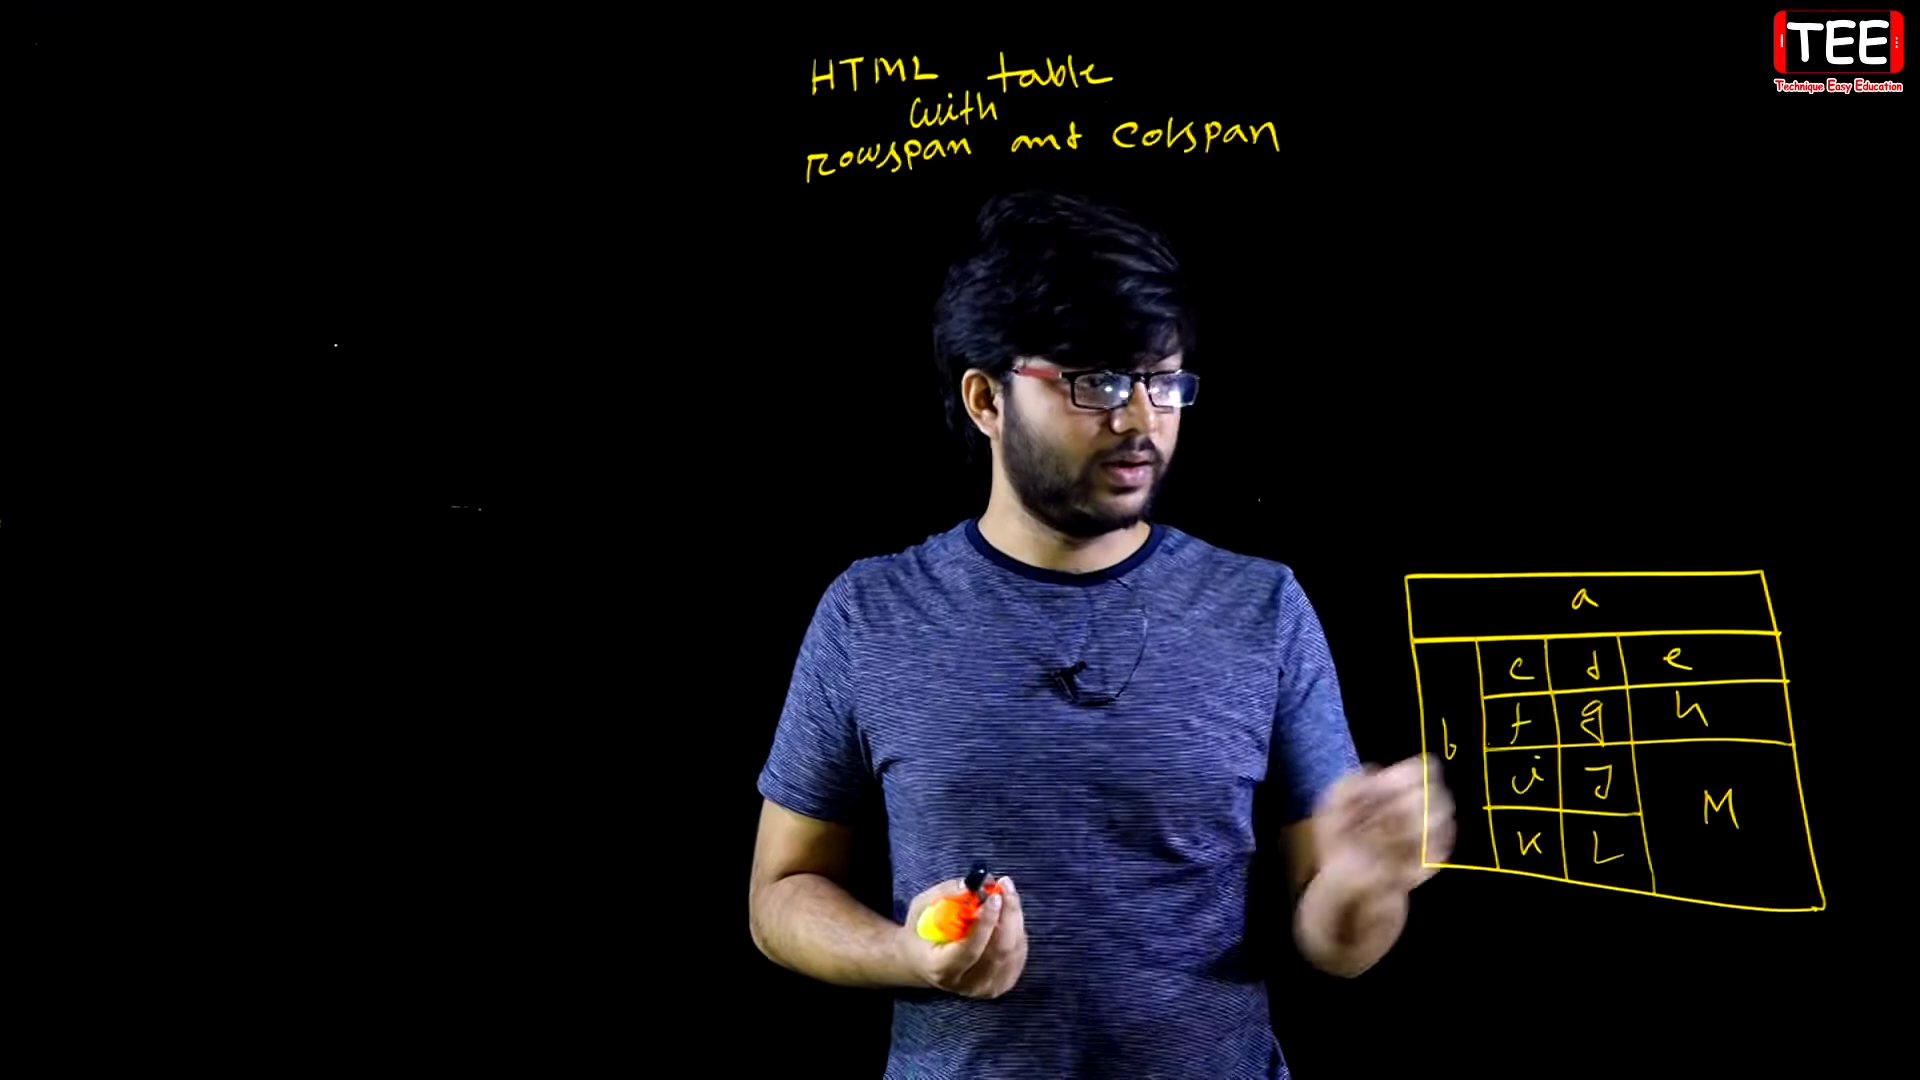 HTML table
with
rowspan and colspan
TEE
Technique Easy Education
a
b c d e
f g h
i J M
K L